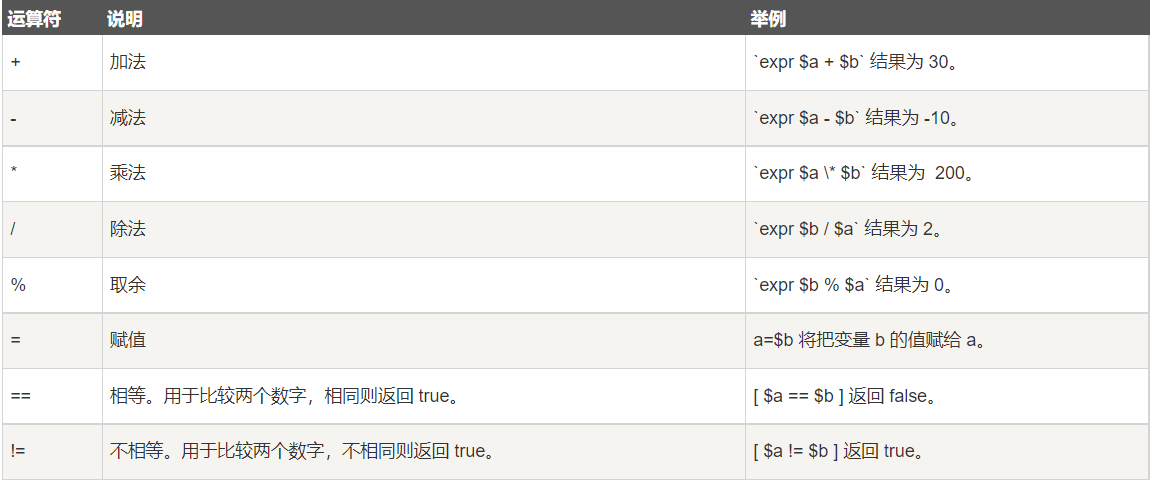 运算符 说明 举例
+ 加法 `expr $a + $b` 结果为 30。
- 减法 `expr $a - $b` 结果为 -10。
* 乘法 `expr $a \* $b` 结果为  200。
/ 除法 `expr $b / $a` 结果为 2。
% 取余 `expr $b % $a` 结果为 0。
= 赋值 a=$b 将把变量 b 的值赋给 a。
== 相等。用于比较两个数字，相同则返回 true。 [ $a == $b ] 返回 false。
!= 不相等。用于比较两个数字，不相同则返回 true。 [ $a != $b ] 返回 true。